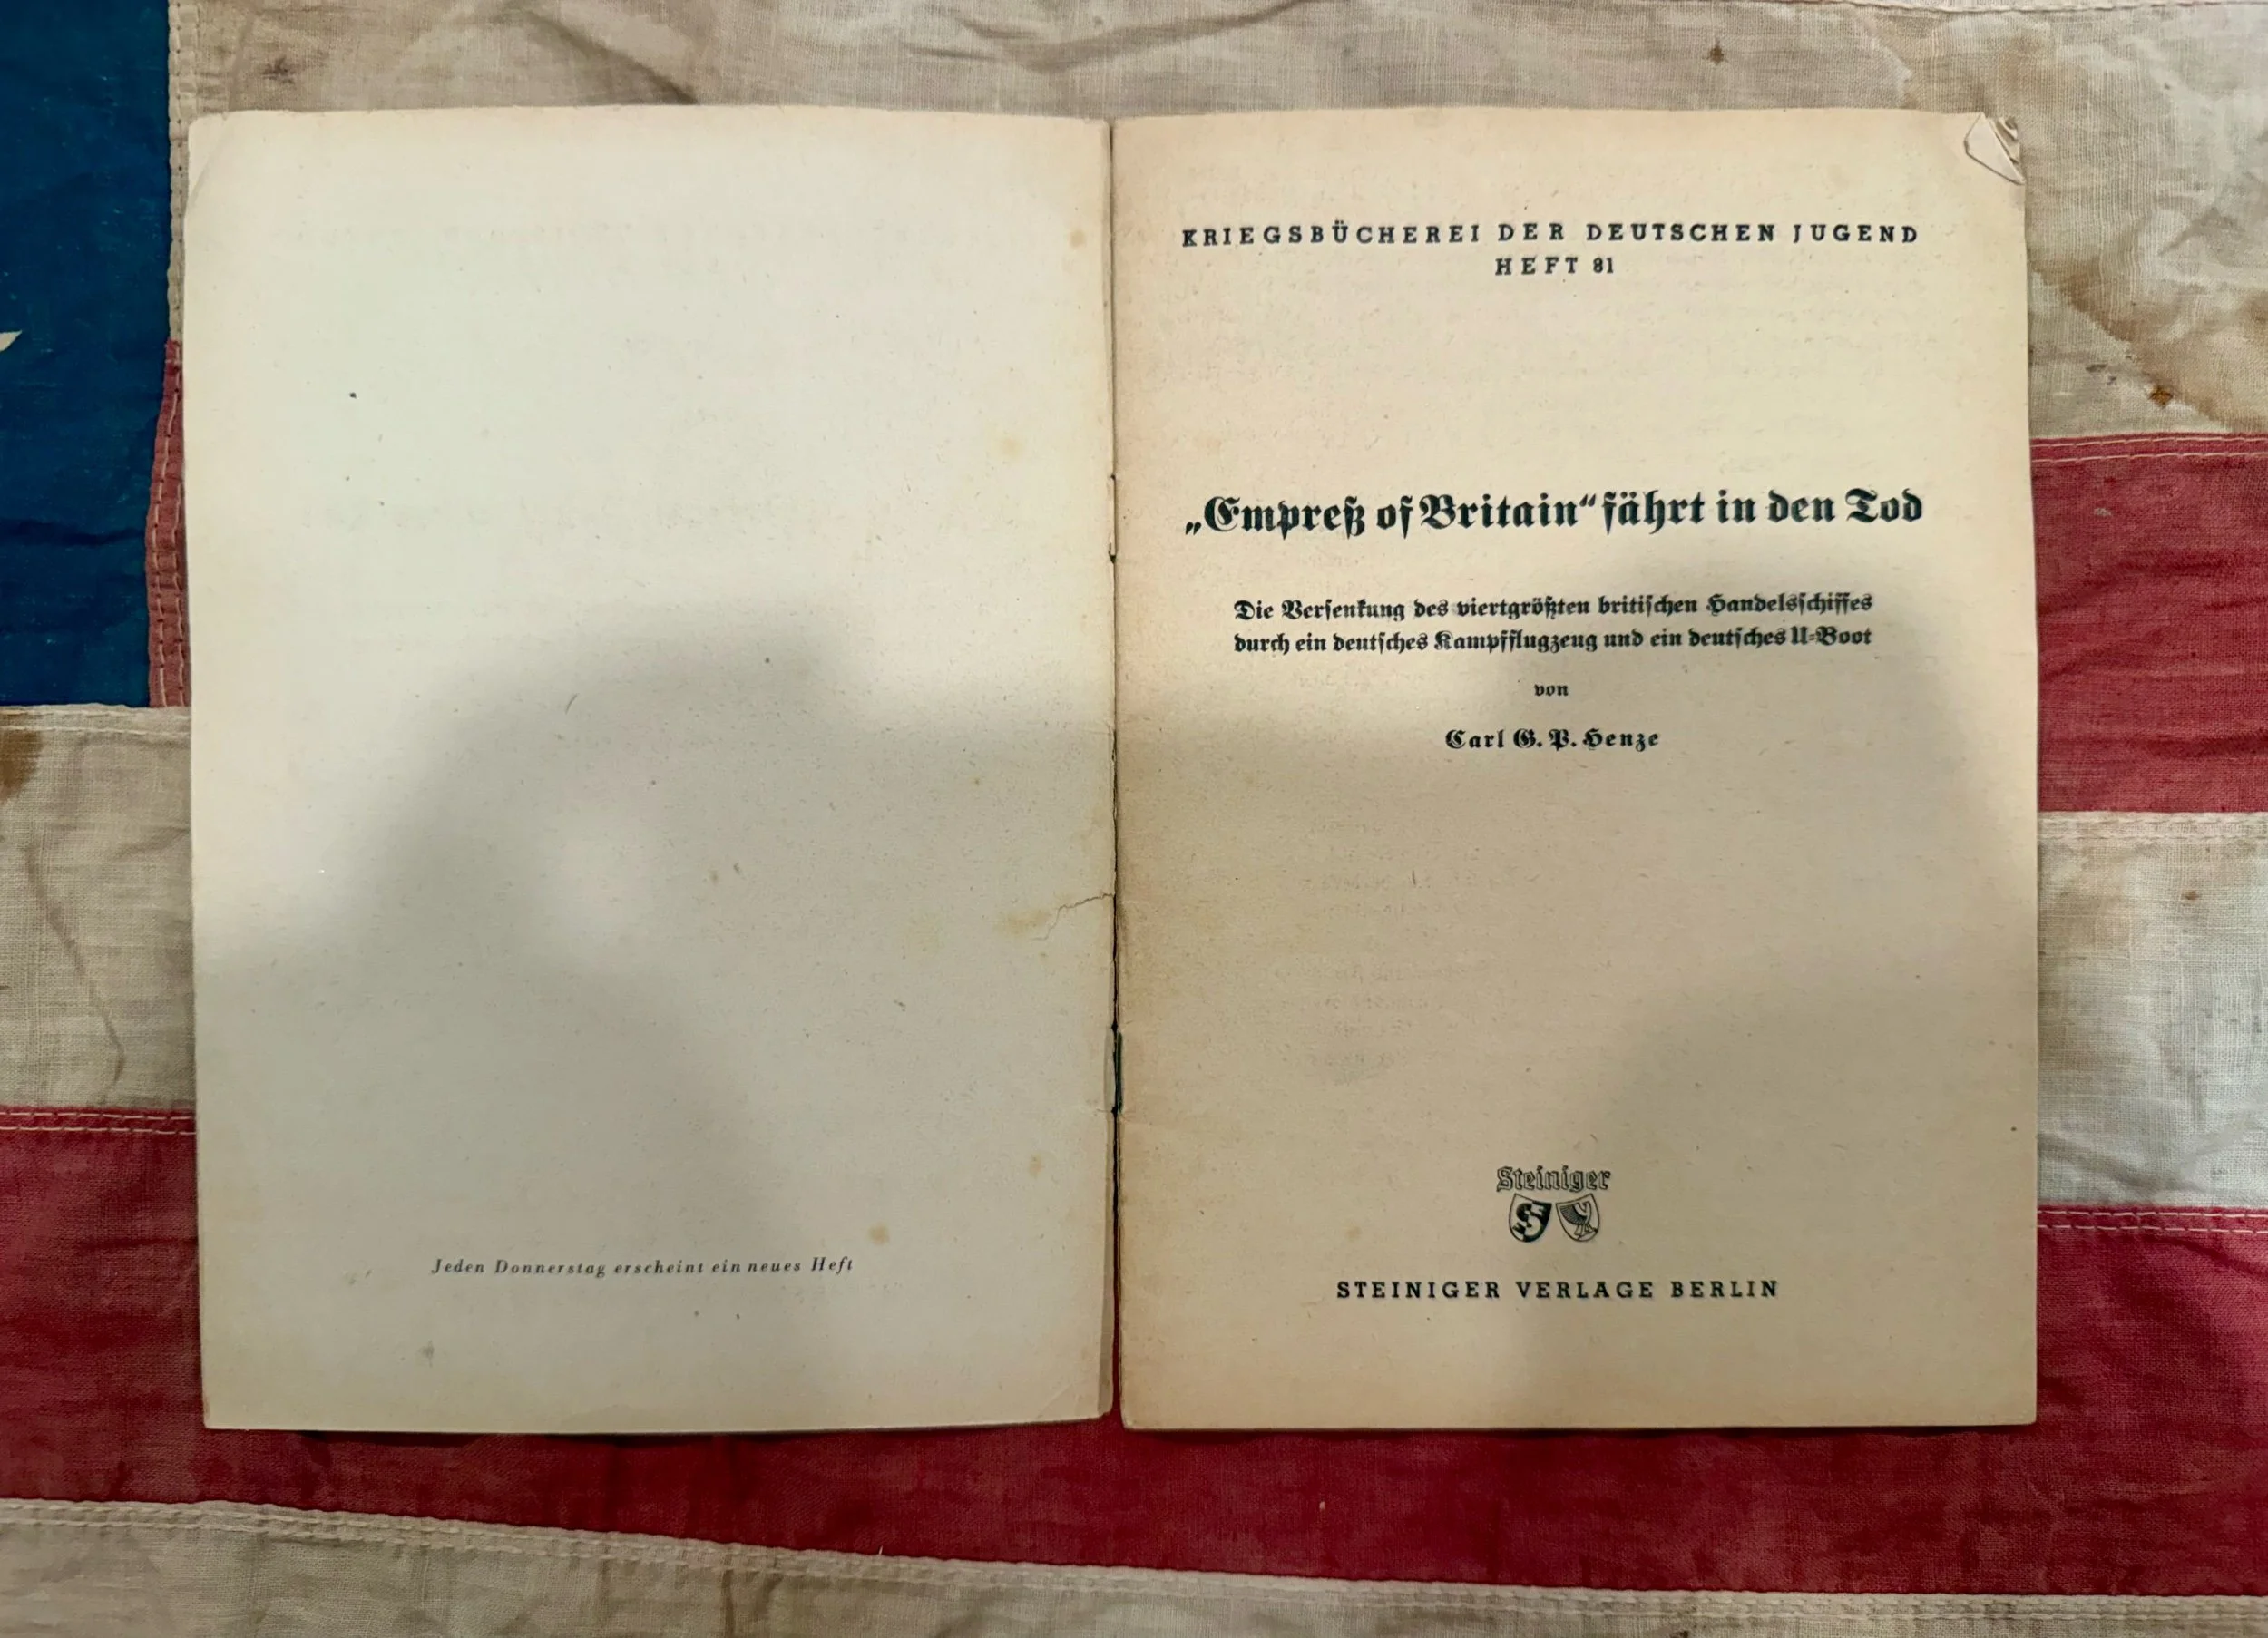 Jeden Donnerstag erscheint ein neues Heft
KRIEGSBÜCHEREI DER DEUTSCHEN JUGEND
HEFT 81
„Empreß of Britain“ fährt in den Tod
Die Versenkung des viertgrößten britischen Handelsschiffes
durch ein deutsches Kampfflugzeug und ein deutsches U-Boot
von
Carl G. P. Henze
Steiniger
STEINIGER VERLAGE BERLIN